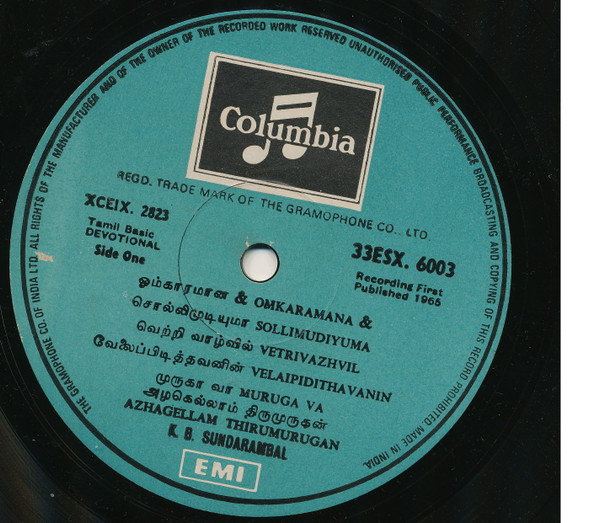 THE GRAMOPHONE CO. OF INDIA LTD. ALL RIGHTS OF THE MANUFACTURER AND OF THE OWNER OF THE RECORDED WORK RESERVED UNAUTHORISED PUBLIC PERFORMANCE BROADCASTING AND COPYING OF THIS RECORD PROHIBITED. MADE IN INDIA.
Columbia
REGD. TRADE MARK OF THE GRAMOPHONE CO., LTD.
XCEIX. 2823
Tamil Basic
DEVOTIONAL
Side One
33ESX. 6003
Recording First
Published 1965
ஓம்காரமான & OMKARAMANA &
சொல்லிமுடியுமா SOLLIMUDIYUMA
வெற்றி வாழ்வில் VETRIVAZHVIL
வேலைப்பிடித்தவனின் VELAIPIDITHAVANIN
முருகா வா MURUGA VA
அழகெல்லாம் திருமுருகன்
AZHAGELLAM THIRUMURUGAN
K. B. SUNDARAMBAL
EMI